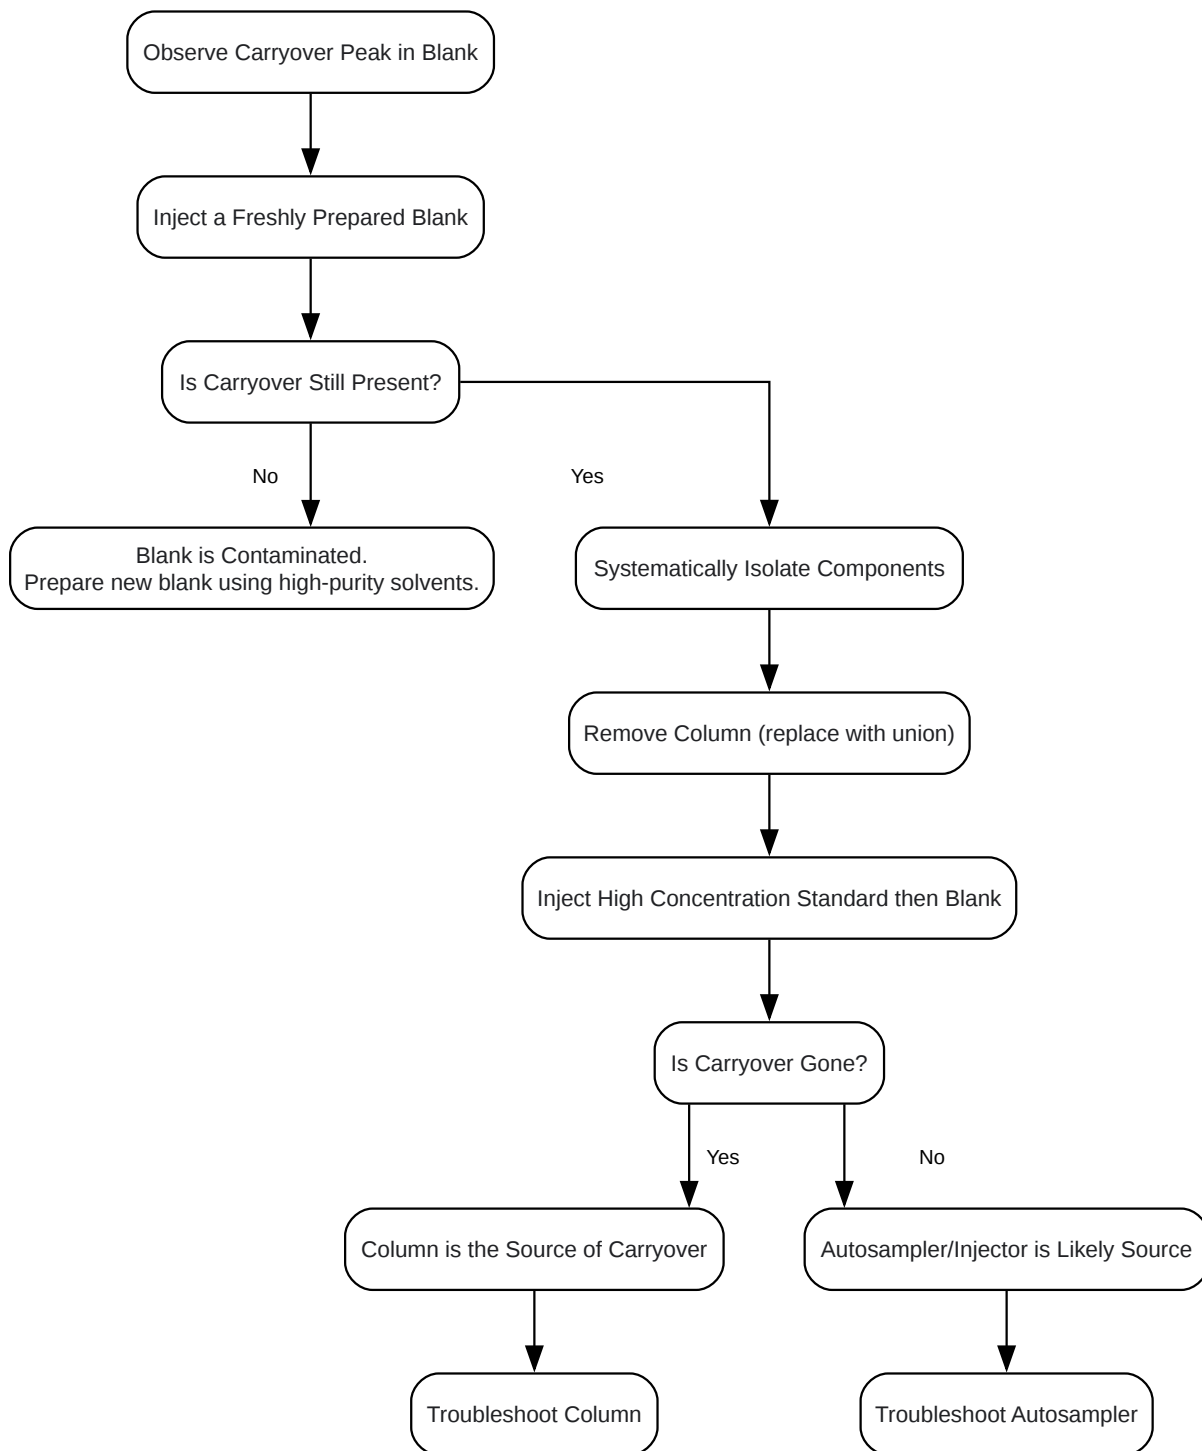 Observe Carryover Peak in Blank
Inject a Freshly Prepared Blank
Is Carryover Still Present?
No
Yes
Blank is Contaminated.
Prepare new blank using high-purity solvents.
Systematically Isolate Components
Remove Column (replace with union)
Inject High Concentration Standard then Blank
Is Carryover Gone?
Yes
No
Column is the Source of Carryover
Autosampler/Injector is Likely Source
Troubleshoot Column
Troubleshoot Autosampler